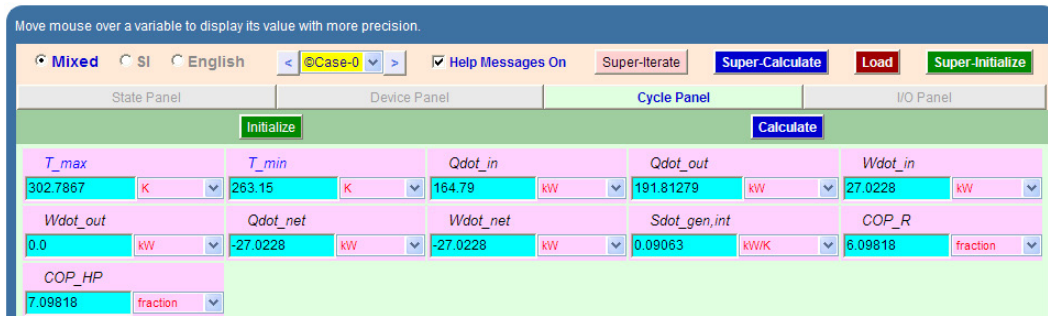 Move mouse over a variable to display its value with more precision.
Mixed SI English < ©Case-0 > Help Messages On Super-Iterate Super-Calculate Load Super-Initialize
State Panel Device Panel Cycle Panel I/O Panel
Initialize Calculate
T_max T_min Qdot_in Qdot_out Wdot_in
302.7867 K 263.15 K 164.79 kW 191.81279 kW 27.0228 kW
Wdot_out Qdot_net Wdot_net Sdot_gen,int COP_R
0.0 kW -27.0228 kW -27.0228 kW 0.09063 kW/K 6.09818 fraction
COP_HP
7.09818 fraction